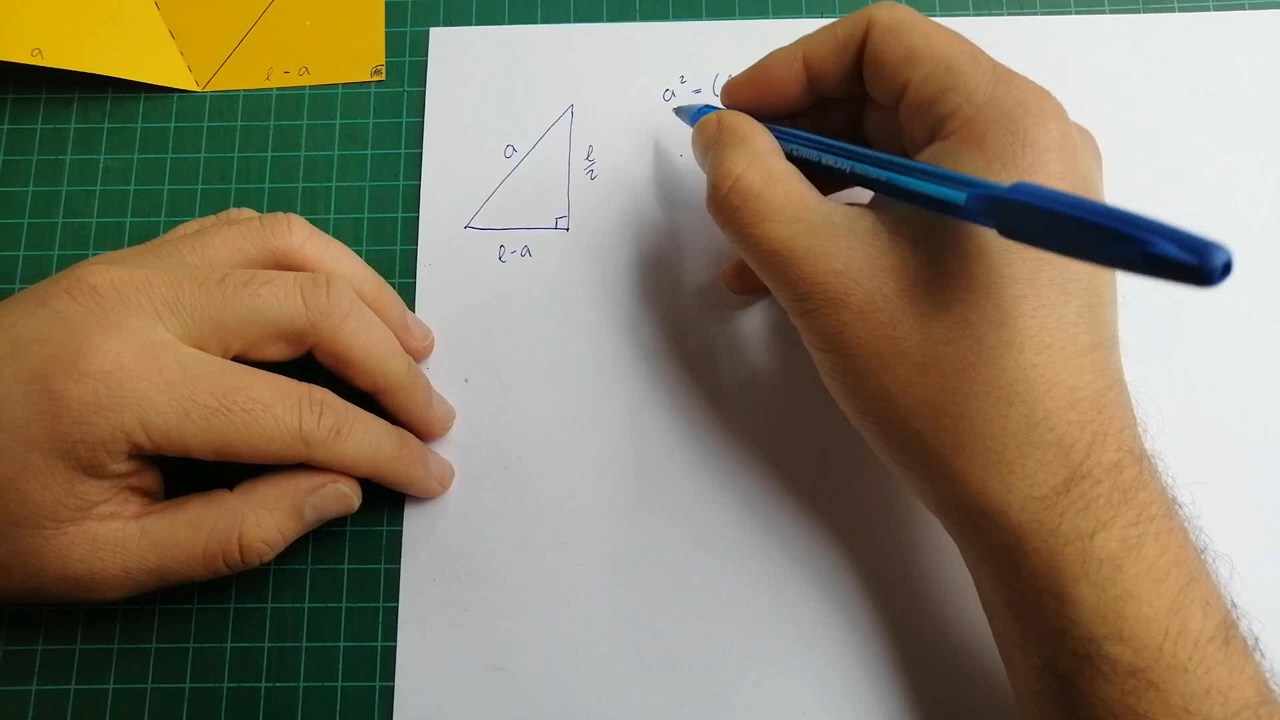 a
ℓ - a
a² = (
a
ℓ/2
ℓ-a